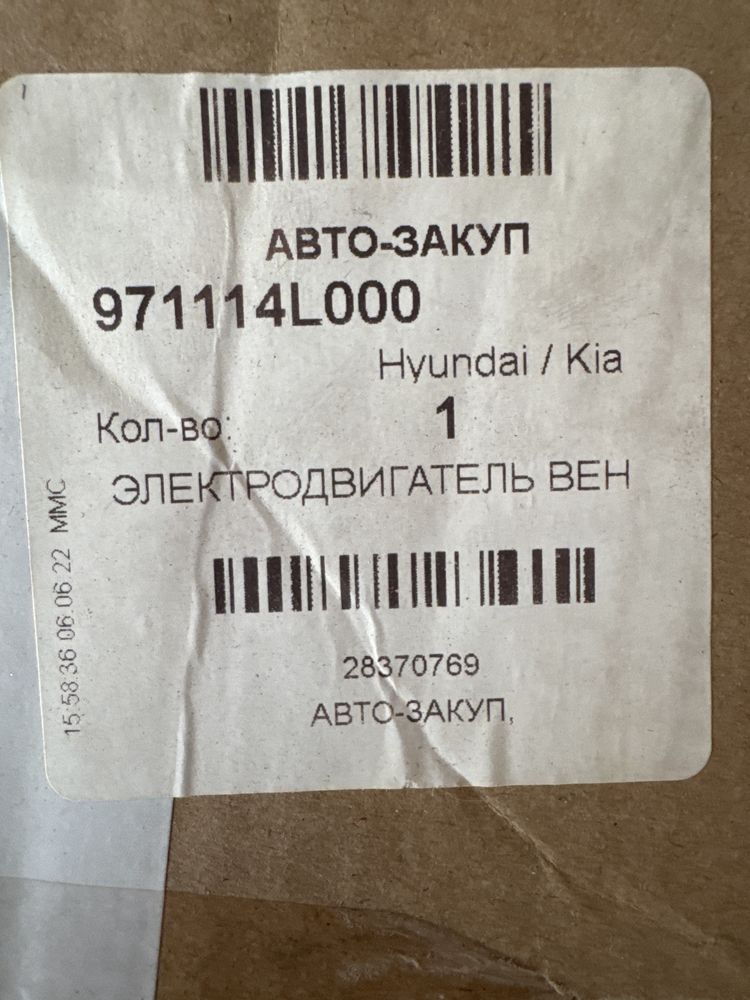 АВТО-ЗАКУП
971114L000
Hyundai / Kia
Кол-во: 1
ЭЛЕКТРОДВИГАТЕЛЬ ВЕН
28370769
АВТО-ЗАКУП,
15:58:36 06.06.22 ММС